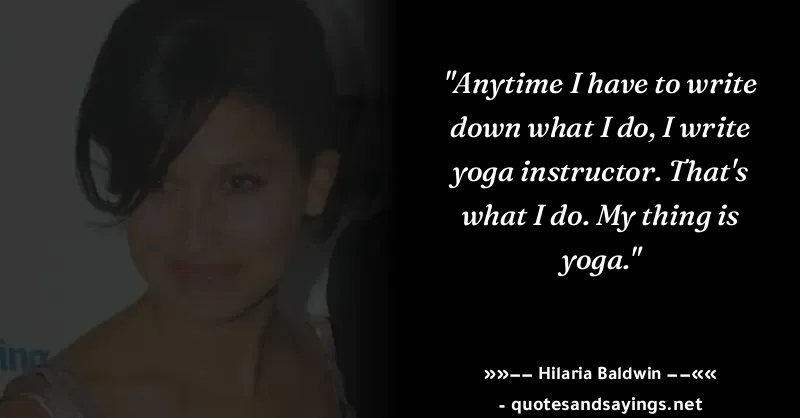 "Anytime I have to write
down what I do, I write
yoga instructor. That's
what I do. My thing is
yoga."
»»—— Hilaria Baldwin ——««
- quotesandsayings.net
ing